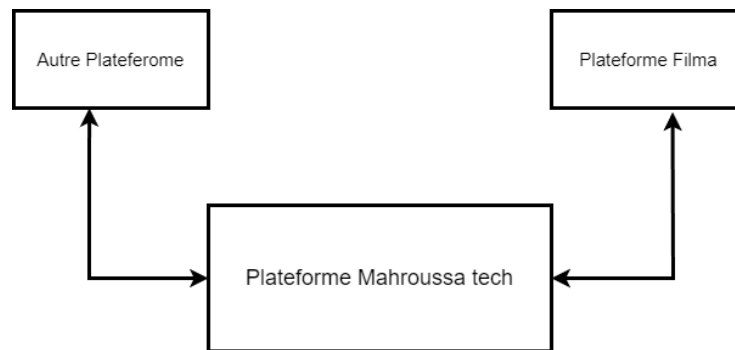 Autre Plateferome
Plateforme Filma
Plateforme Mahroussa tech